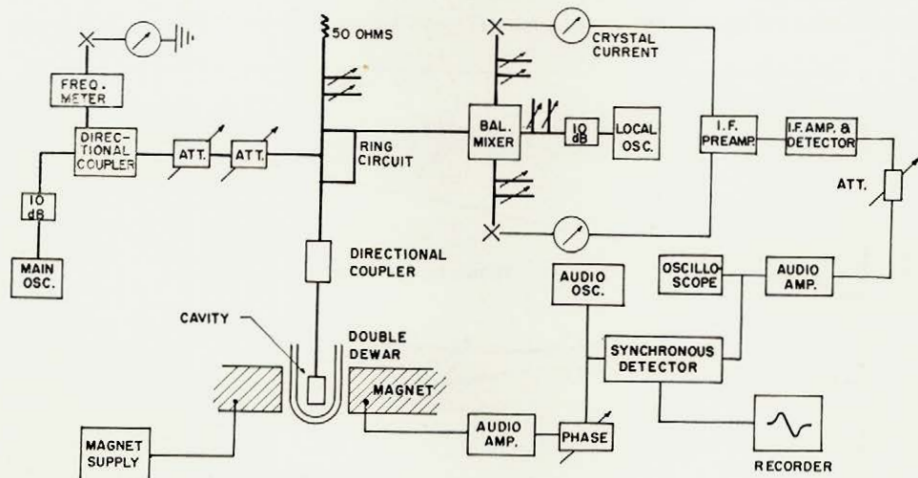 50 OHMS
CRYSTAL
CURRENT
FREQ.
METER
DIREC-
TIONAL
COUPLER
ATT.
ATT.
RING
CIRCUIT
BAL.
MIXER
10
dB
LOCAL
OSC.
I.F.
PREAMP.
I.F. AMP. &
DETECTOR
ATT.
10
dB
MAIN
OSC.
DIRECTIONAL
COUPLER
AUDIO
OSC.
OSCILLO-
SCOPE
AUDIO
AMP.
CAVITY
DOUBLE
DEWAR
SYNCHRONOUS
DETECTOR
MAGNET
MAGNET
SUPPLY
AUDIO
AMP.
PHASE
RECORDER